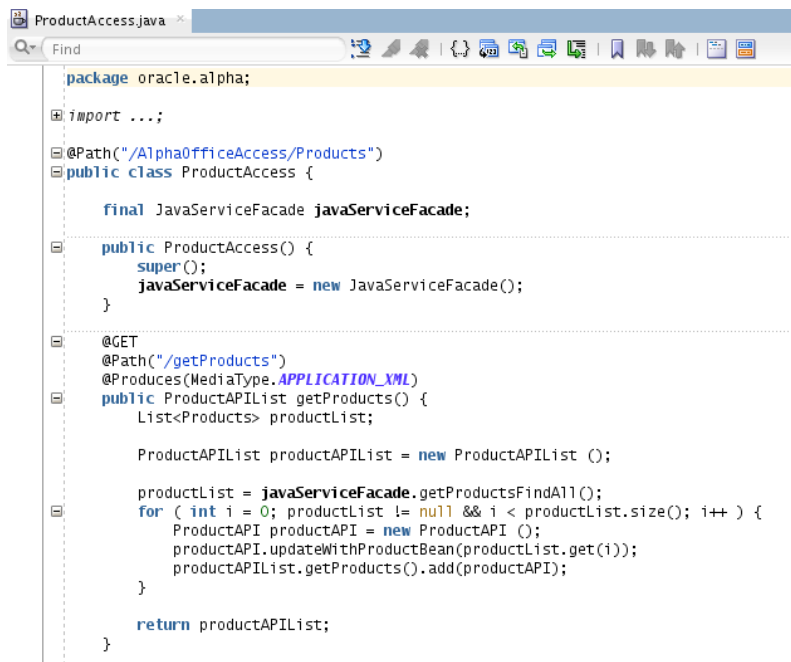 ProductAccess.java
Find
package oracle.alpha;
import ...;
@Path("/AlphaOfficeAccess/Products")
public class ProductAccess {
final JavaServiceFacade javaServiceFacade;
public ProductAccess() {
super();
javaServiceFacade = new JavaServiceFacade();
}
@GET
@Path("/getProducts")
@Produces(MediaType.APPLICATION_XML)
public ProductAPIList getProducts() {
List<Products> productList;
ProductAPIList productAPIList = new ProductAPIList ();
productList = javaServiceFacade.getProductsFindAll();
for ( int i = 0; productList != null && i < productList.size(); i++ ) {
ProductAPI productAPI = new ProductAPI ();
productAPI.updateWithProductBean(productList.get(i));
productAPIList.getProducts().add(productAPI);
}
return productAPIList;
}